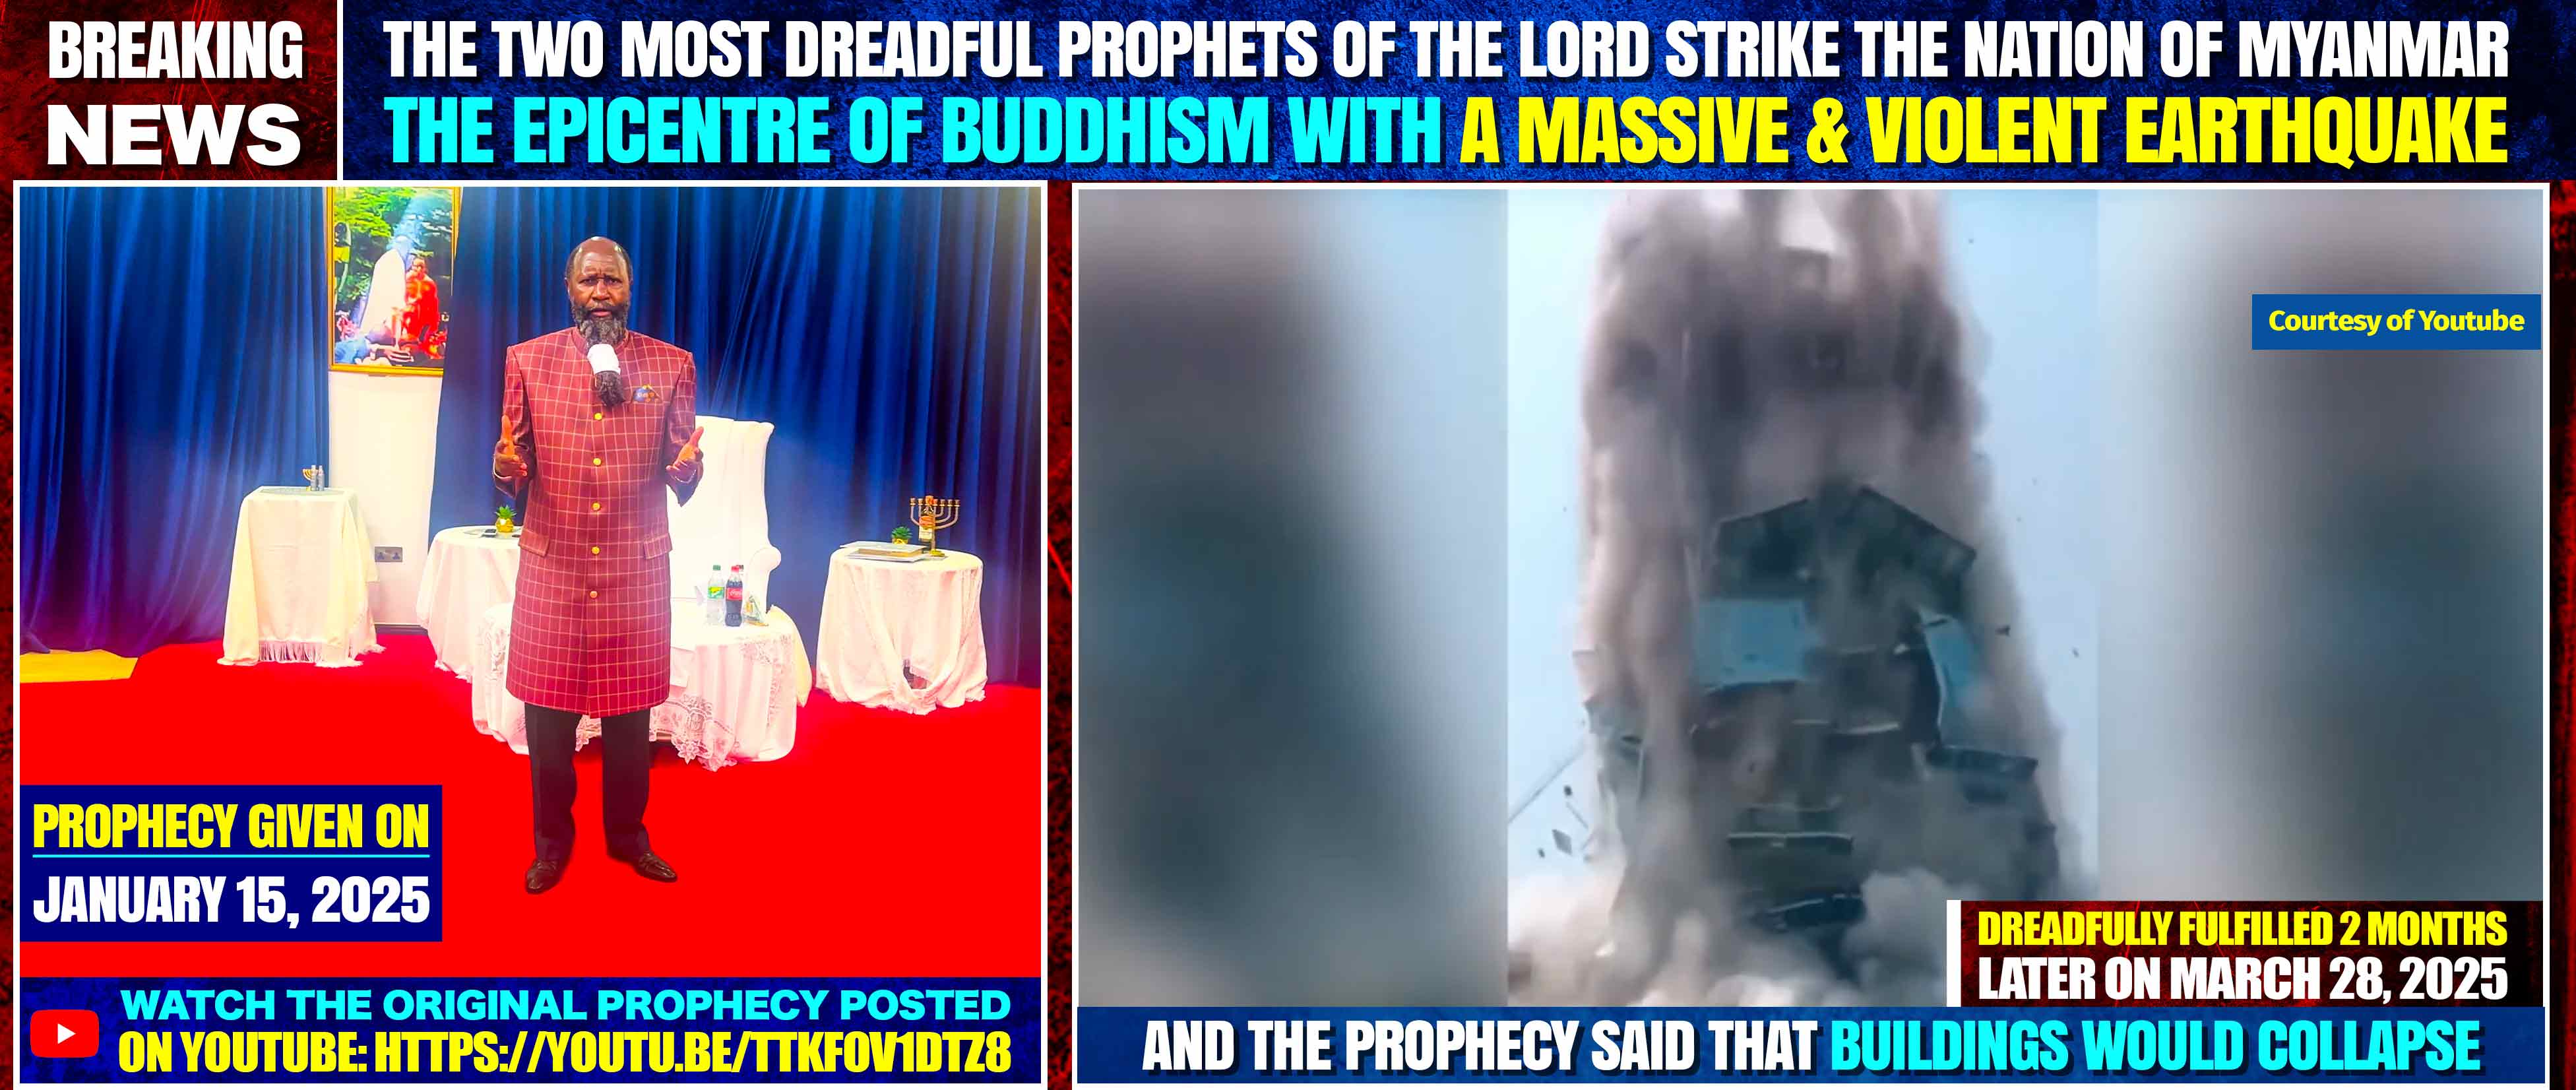 BREAKING
NEWS
THE TWO MOST DREADFUL PROPHETS OF THE LORD STRIKE THE NATION OF MYANMAR
THE EPICENTRE OF BUDDHISM WITH A MASSIVE & VIOLENT EARTHQUAKE
Courtesy of Youtube
PROPHECY GIVEN ON
JANUARY 15, 2025
WATCH THE ORIGINAL PROPHECY POSTED
ON YOUTUBE: HTTPS://YOUTU.BE/TTKFOV1DTZ8
DREADFULLY FULFILLED 2 MONTHS
LATER ON MARCH 28, 2025
AND THE PROPHECY SAID THAT BUILDINGS WOULD COLLAPSE